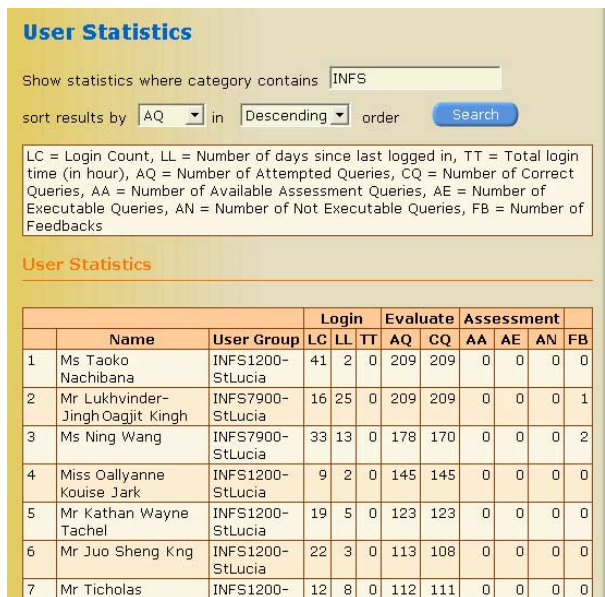 User Statistics
Show statistics where category contains INFS
sort results by AQ in Descending order Search
LC = Login Count, LL = Number of days since last logged in, TT = Total login
time (in hour), AQ = Number of Attempted Queries, CQ = Number of Correct
Queries, AA = Number of Available Assessment Queries, AE = Number of
Executable Queries, AN = Number of Not Executable Queries, FB = Number of
Feedbacks
User Statistics
Login Evaluate Assessment
Name User Group LC LL TT AQ CQ AA AE AN FB
1 Ms Taoko INFS1200- 41 2 0 209 209 0 0 0 0
Nachibana StLucia
2 Mr Lukhvinder- INFS7900- 16 25 0 209 209 0 0 0 1
Jingh Oagjit Kingh StLucia
3 Ms Ning Wang INFS7900- 33 13 0 178 170 0 0 0 2
StLucia
4 Miss Oallyanne INFS1200- 9 2 0 145 145 0 0 0 0
Kouise Jark StLucia
5 Mr Kathan Wayne INFS1200- 19 5 0 123 123 0 0 0 0
Tachel StLucia
6 Mr Juo Sheng Kng INFS1200- 22 3 0 113 108 0 0 0 0
StLucia
7 Mr Ticholas INFS1200- 12 8 0 112 111 0 0 0 0